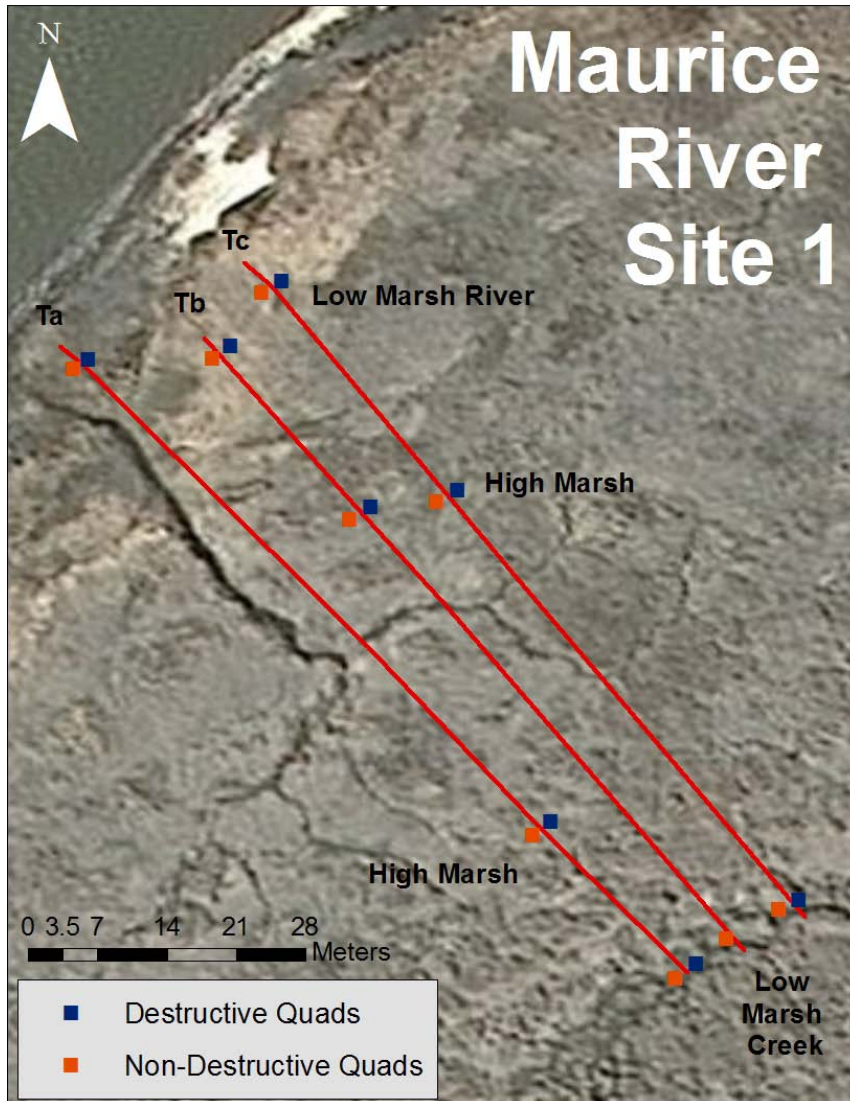 N
Maurice
River
Site 1
Tc
Low Marsh River
Ta
Tb
High Marsh
High Marsh
0 3.5 7 14 21 28
Meters
Low
Marsh
Creek
Destructive Quads
Non-Destructive Quads